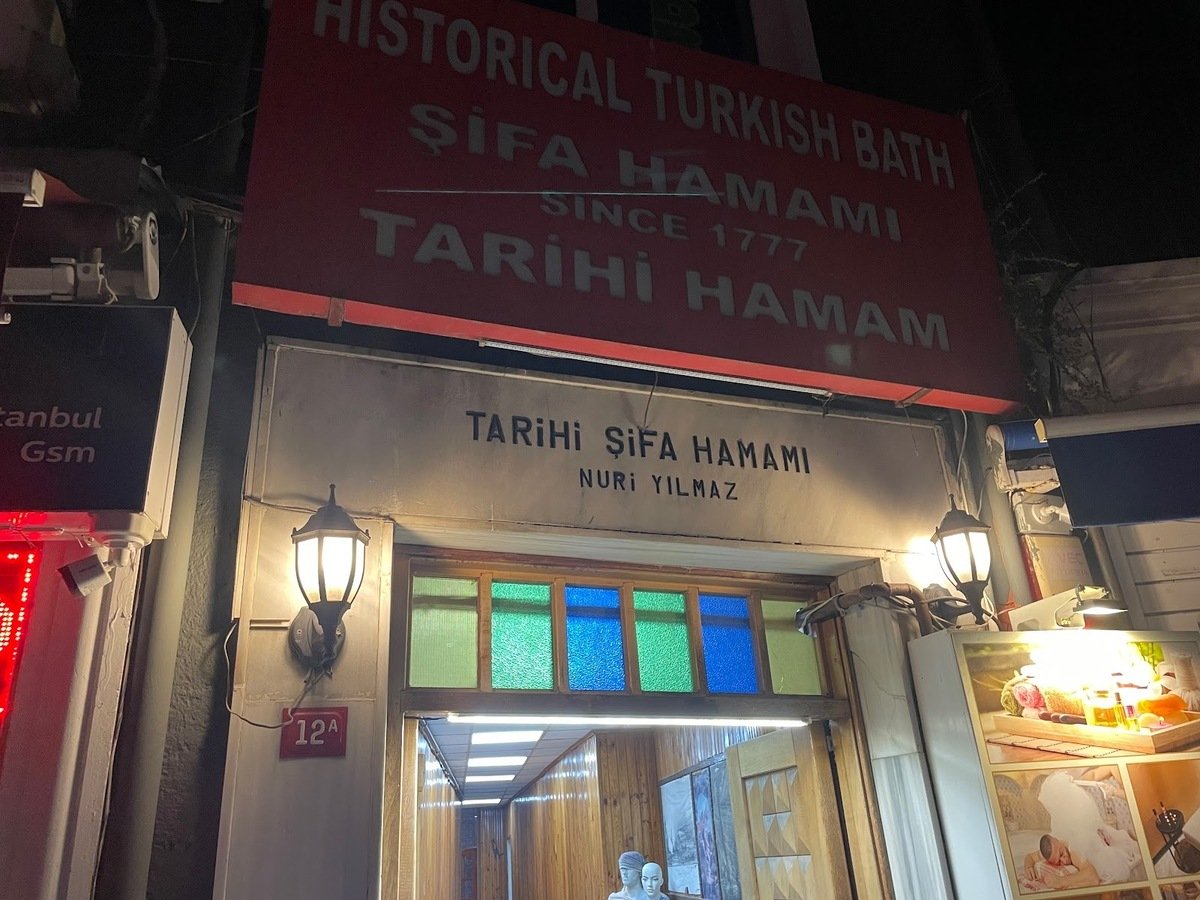 HISTORICAL TURKISH BATH
ŞİFA HAMAMI
SINCE 1777
TARİHİ HAMAM
TARİHİ ŞİFA HAMAMI
NURİ YILMAZ
tanbul
Gsm
12A